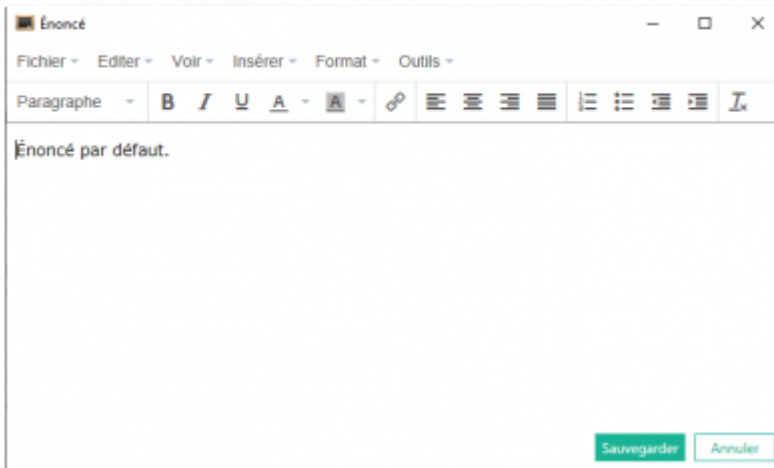 Énoncé
Fichier Editer Voir Insérer Format Outils
Paragraphe B I U A A
Énoncé par défaut.
Sauvegarder Annuler